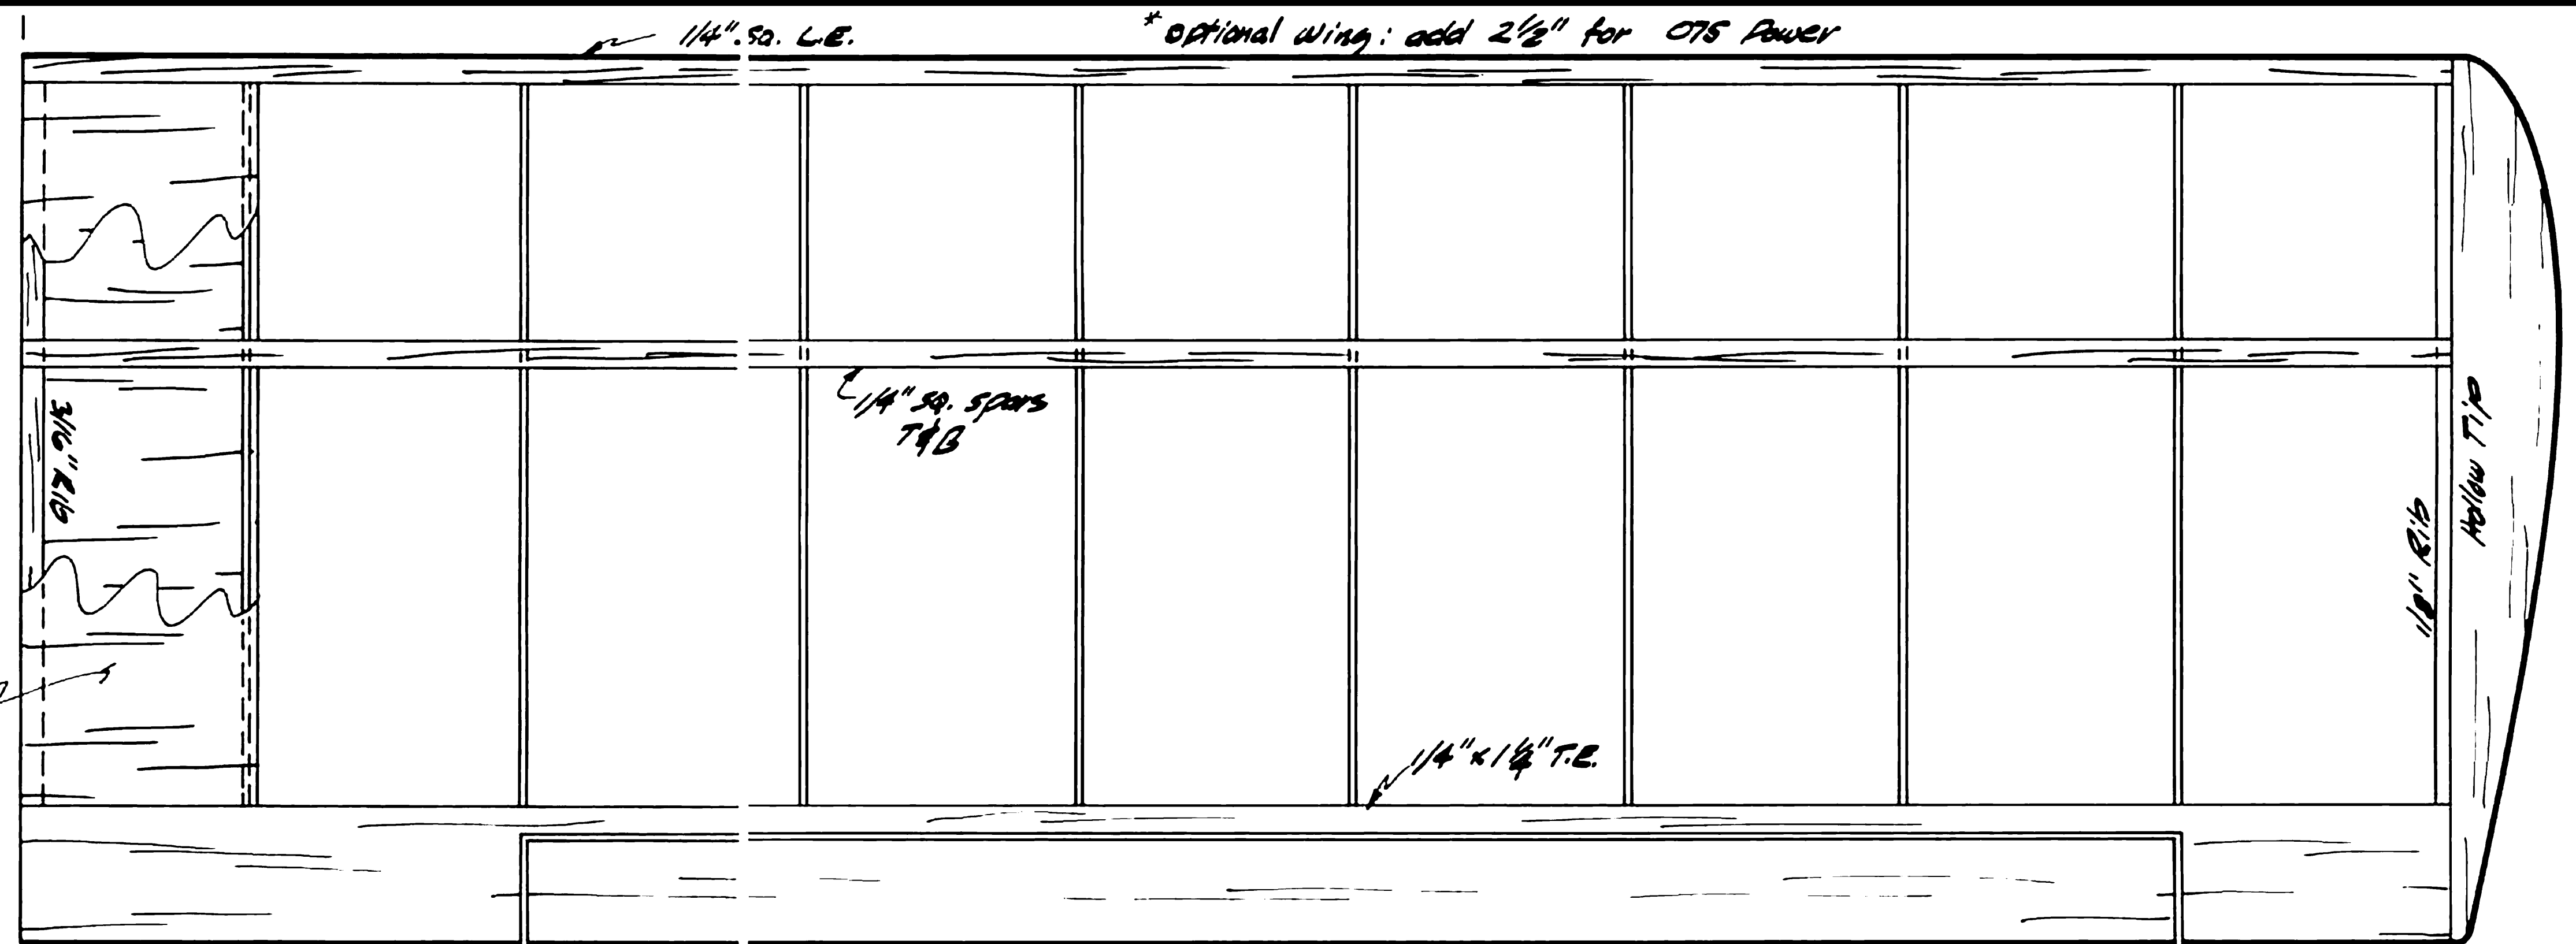 1/4" sq. L.E.
* optional wing: add 2 1/2" for 075 Power
1/4" sq. spars
T&B
3/16" Rib
Hollow Tip
1/8" Rib
1/4" x 1 1/4" T.E.